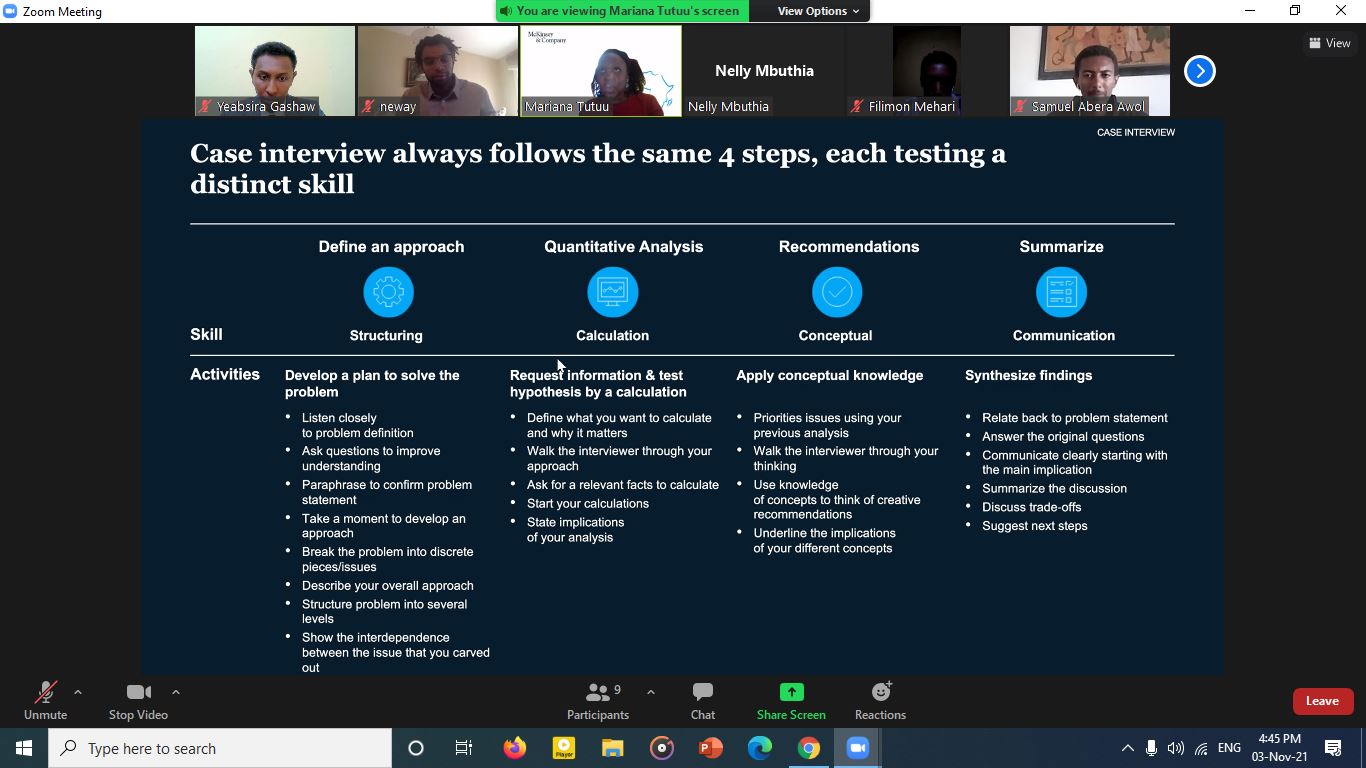 Zoom Meeting
You are viewing Mariana Tutuu's screen
View Options
View
McKinsey
& Company
Nelly Mbuthia
Yeabsira Gashaw
neway
Mariana Tutuu
Nelly Mbuthia
Filimon Mehari
Samuel Abera Awol
CASE INTERVIEW
Case interview always follows the same 4 steps, each testing a
distinct skill
Define an approach
Quantitative Analysis
Recommendations
Summarize
Skill
Structuring
Calculation
Conceptual
Communication
Activities
Develop a plan to solve the
problem
• Listen closely
to problem definition
• Ask questions to improve
understanding
• Paraphrase to confirm problem
statement
• Take a moment to develop an
approach
• Break the problem into discrete
pieces/issues
• Describe your overall approach
• Structure problem into several
levels
• Show the interdependence
between the issue that you carved
out
Request information & test
hypothesis by a calculation
• Define what you want to calculate
and why it matters
• Walk the interviewer through your
approach
• Ask for a relevant facts to calculate
• Start your calculations
• State implications
of your analysis
Apply conceptual knowledge
• Priorities issues using your
previous analysis
• Walk the interviewer through your
thinking
• Use knowledge
of concepts to think of creative
recommendations
• Underline the implications
of your different concepts
Synthesize findings
• Relate back to problem statement
• Answer the original questions
• Communicate clearly starting with
the main implication
• Summarize the discussion
• Discuss trade-offs
• Suggest next steps
Unmute
Stop Video
9
Participants
Chat
Share Screen
Reactions
Leave
Type here to search
Player
ENG
4:45 PM
03-Nov-21